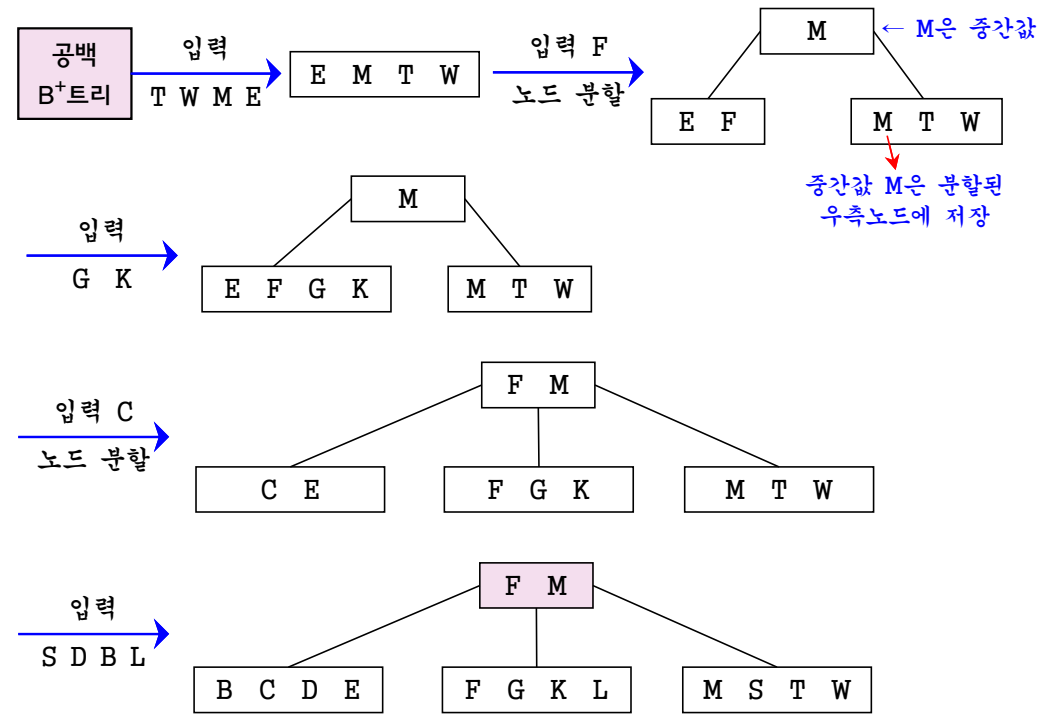 공백
B+트리
입력
T W M E
E M T W
입력 F
노드 분할
M
← M은 중간값
E F
M T W
중간값 M은 분할된
우측노드에 저장
입력
G K
M
E F G K
M T W
입력 C
노드 분할
F M
C E
F G K
M T W
입력
S D B L
F M
B C D E
F G K L
M S T W